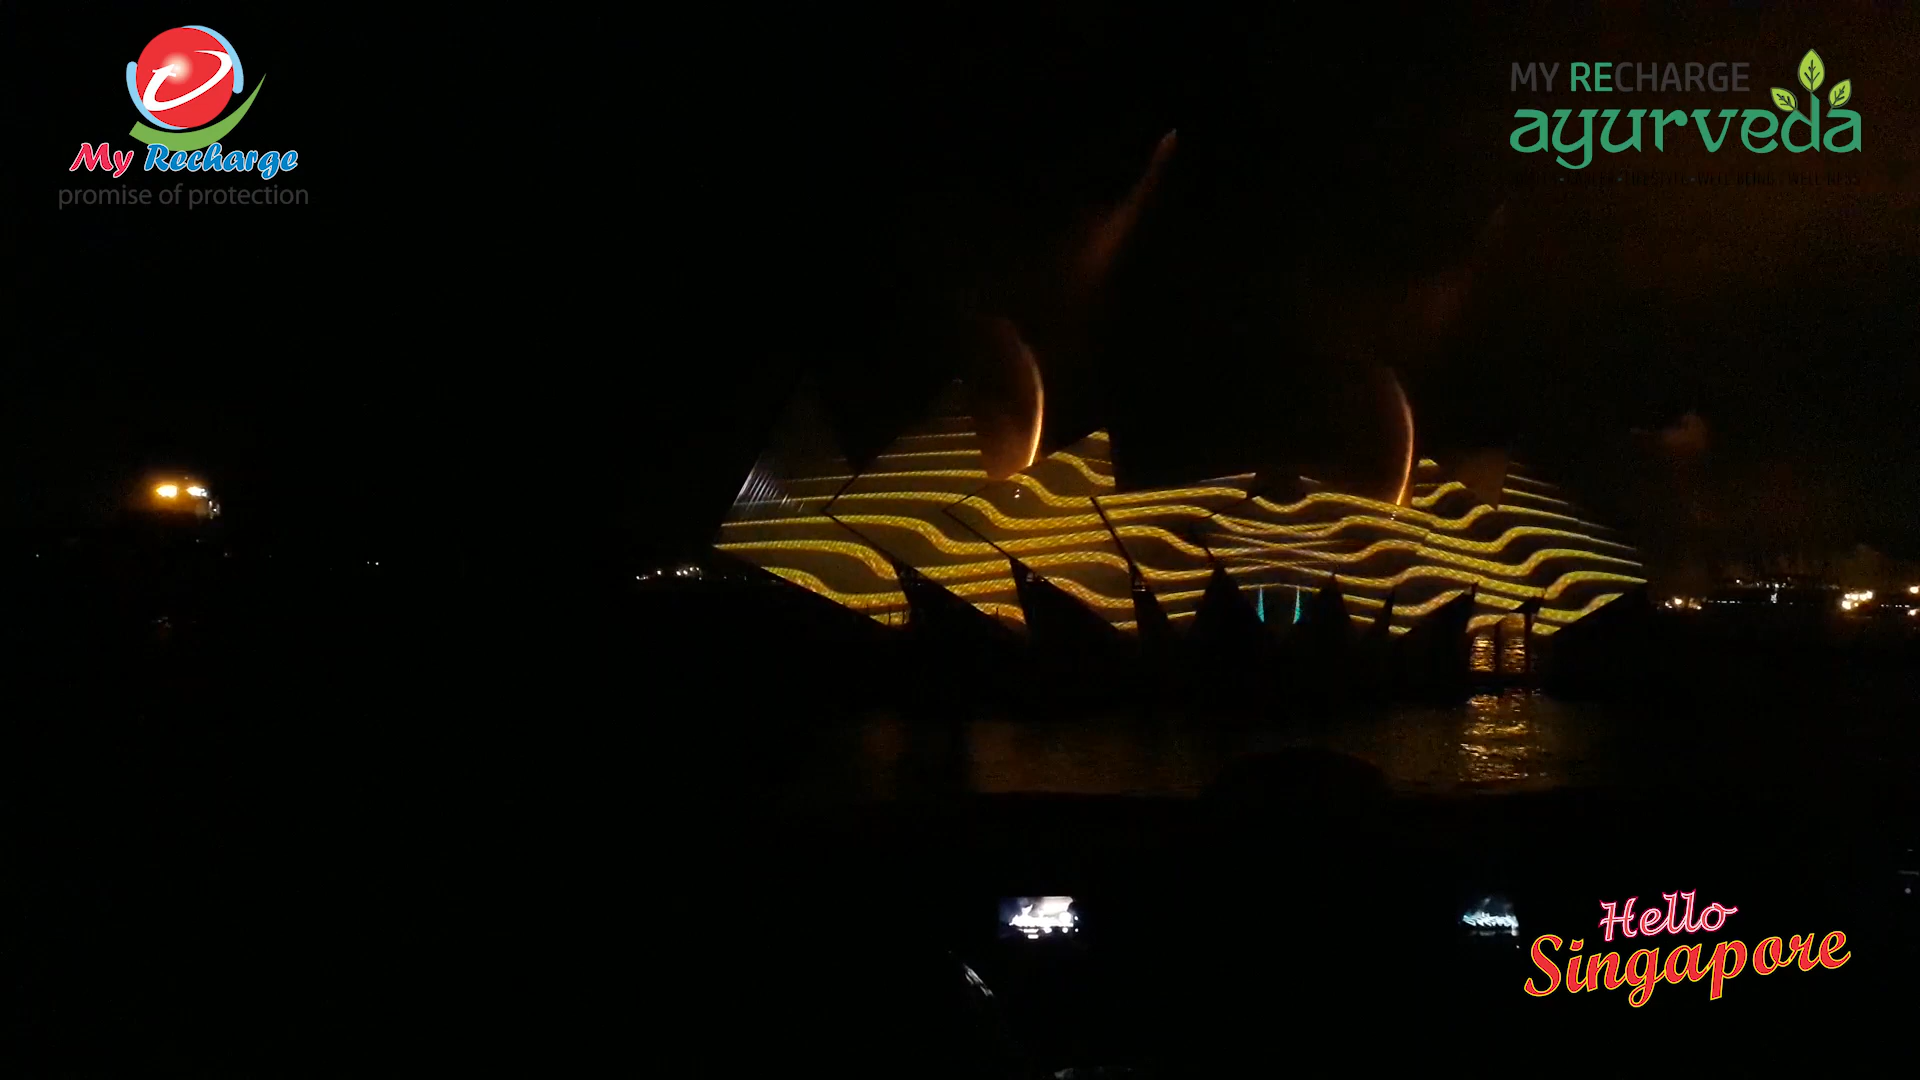 My Recharge
promise of protection
MY RECHARGE
ayurveda
Hello
Singapore